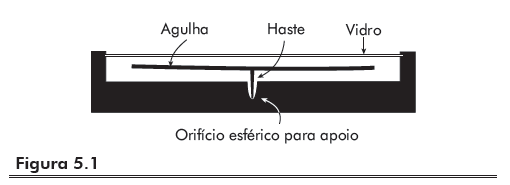 Agulha Haste Vidro
Orifício esférico para apoio
Figura 5.1